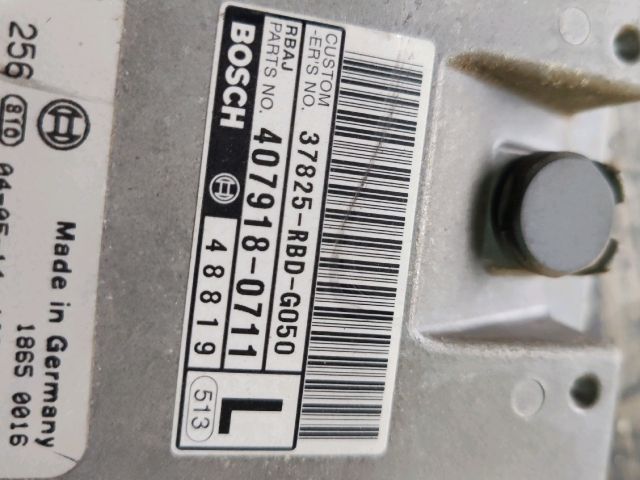 CUSTOM
-ER'S NO. 37825-RBD-G050
RBAJ
PARTS NO. 407918-0711
BOSCH 48819
L
513
256
810
Made in Germany
1865 0016